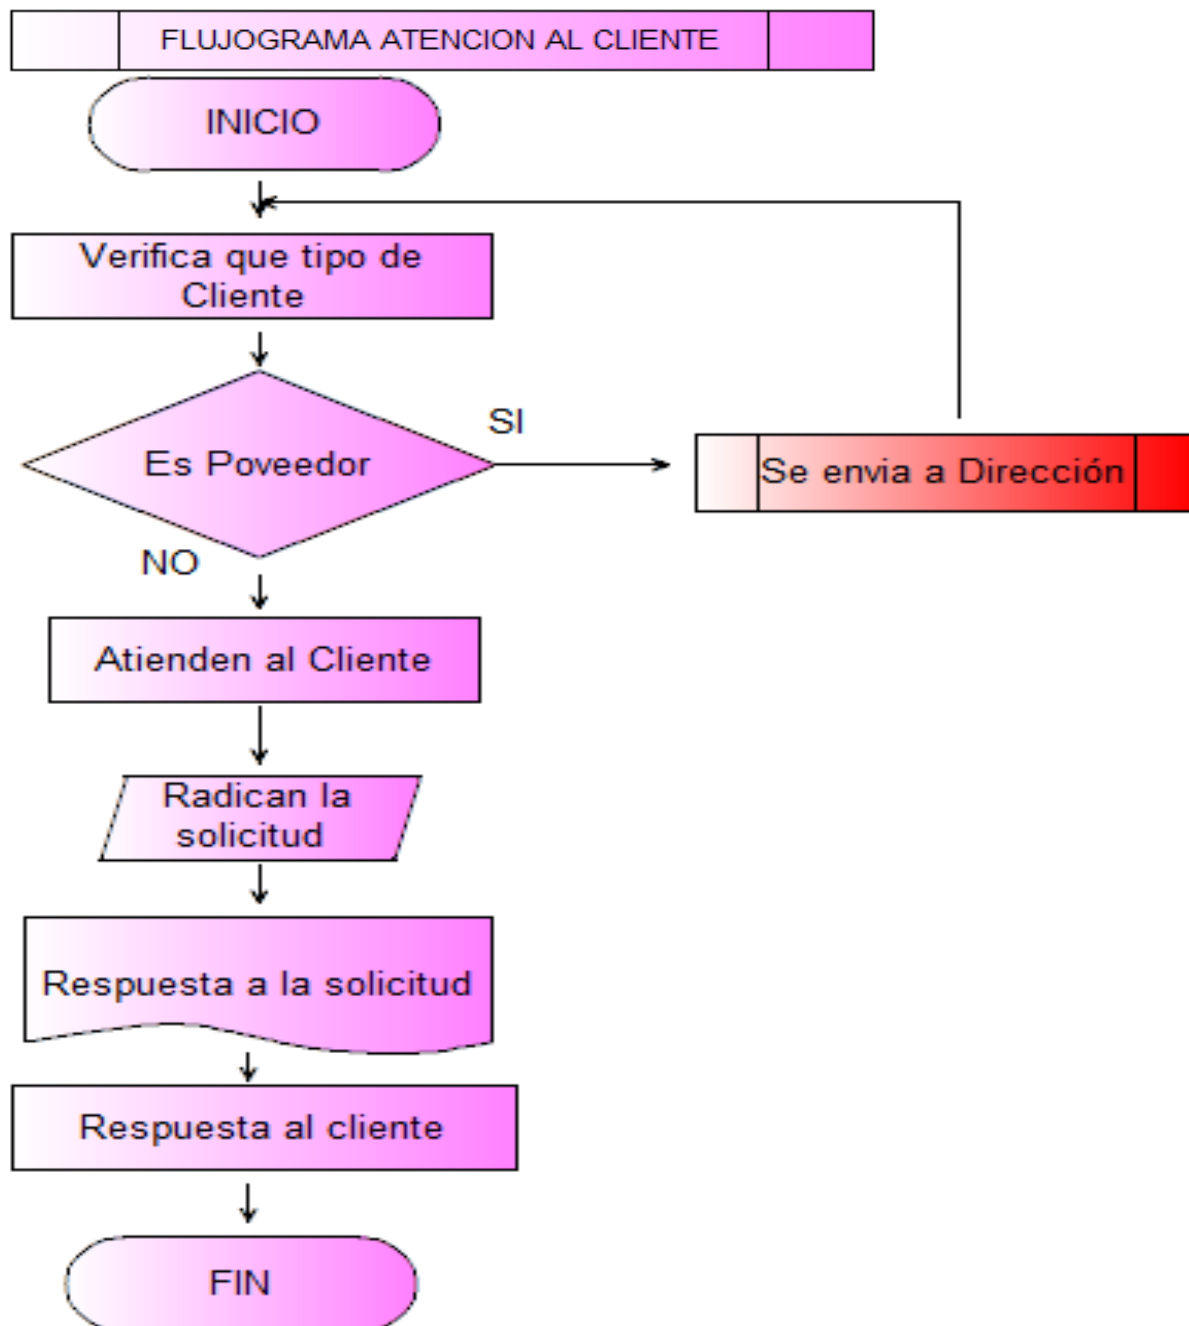 FLUJOGRAMA ATENCION AL CLIENTE
INICIO
Verifica que tipo de
Cliente
Es Poveedor
SI
Se envia a Dirección
NO
Atienden al Cliente
Radican la
solicitud
Respuesta a la solicitud
Respuesta al cliente
FIN